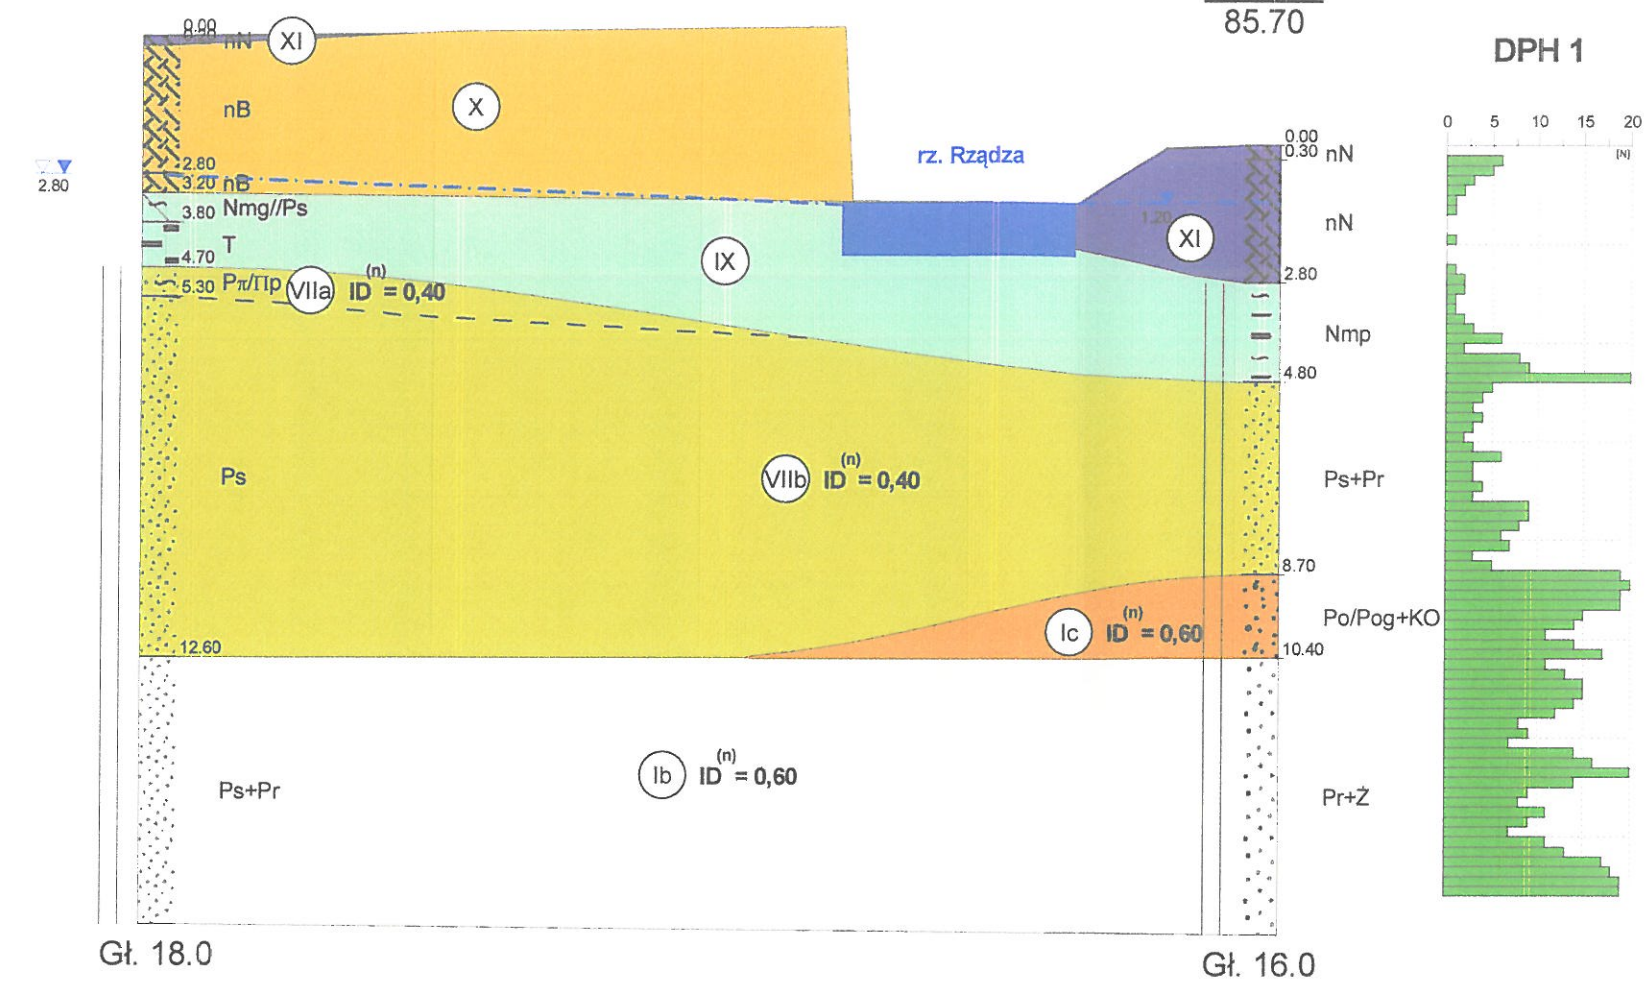 85.70
DPH 1
0 5 10 15 20
[N]
0.00
0.20
nN
XI
X
nB
2.80
2.80
3.20
nB
Nmg//Ps
3.80
T
4.70
Pπ/Πp
VIIa
ID(n) = 0,40
5.30
rz. Rządza
IX
0.00
0.30
nN
nN
1.20
XI
2.80
Nmp
4.80
Ps
VIIb
ID(n) = 0,40
Ps+Pr
8.70
Ic
ID(n) = 0,60
Po/Pog+KO
12.60
10.40
Ps+Pr
Ib
ID(n) = 0,60
Pr+Ż
Gł. 18.0
Gł. 16.0